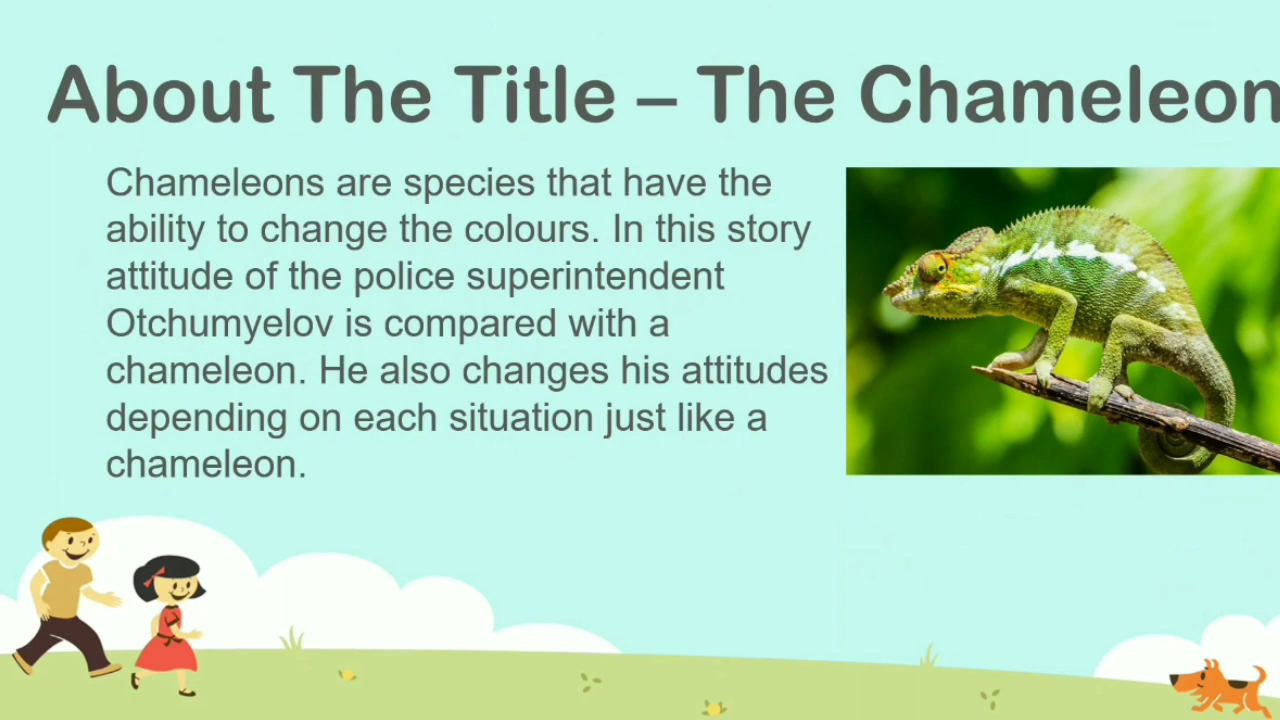 About The Title – The Chameleon
Chameleons are species that have the
ability to change the colours. In this story
attitude of the police superintendent
Otchumyelov is compared with a
chameleon. He also changes his attitudes
depending on each situation just like a
chameleon.